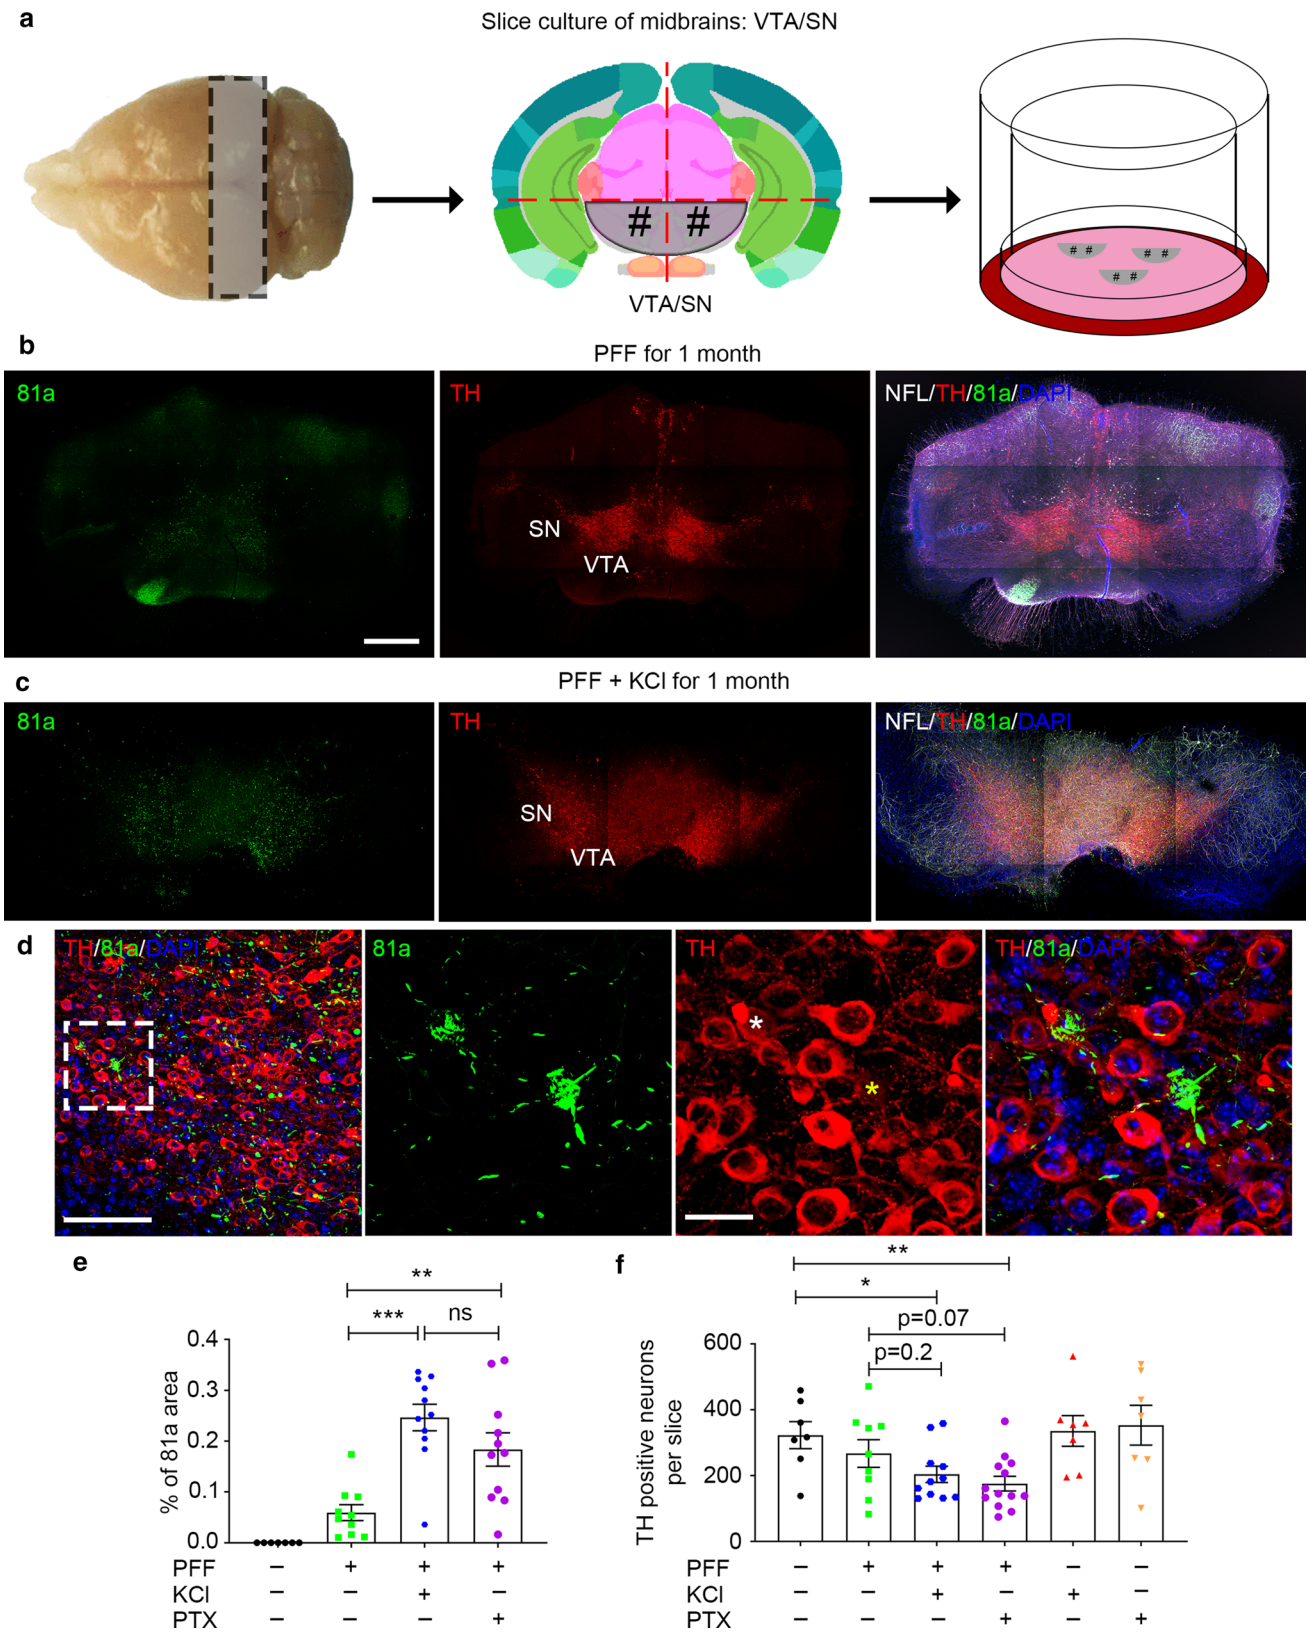 a
Slice culture of midbrains: VTA/SN
# #
VTA/SN
# #
# #
# #
b
PFF for 1 month
81a
TH
SN
VTA
NFL/TH/81a/DAPI
c
PFF + KCl for 1 month
81a
TH
SN
VTA
NFL/TH/81a/DAPI
d
TH/81a/DAPI
81a
TH
*
*
TH/81a/DAPI
e
**
***
ns
% of 81a area
0.4
0.3
0.2
0.1
0.0
PFF − + + +
KCl − − + −
PTX − − − +
f
**
*
p=0.07
p=0.2
TH positive neurons
per slice
600
400
200
0
PFF − + + + − −
KCl − − + − + −
PTX − − − + − +